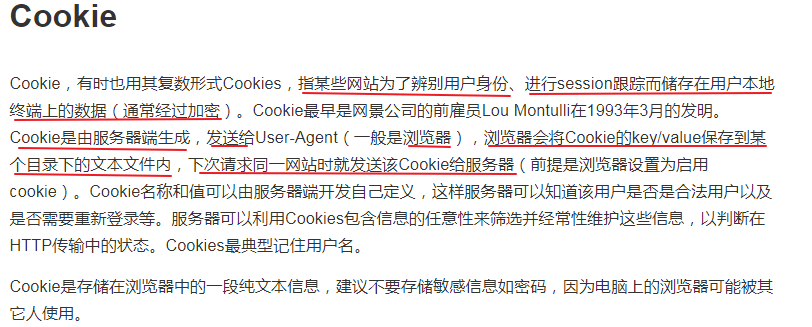 Cookie
Cookie，有时也用其复数形式Cookies，指某些网站为了辨别用户身份、进行session跟踪而储存在用户本地
终端上的数据（通常经过加密）。Cookie最早是网景公司的前雇员Lou Montulli在1993年3月的发明。
Cookie是由服务器端生成，发送给User-Agent（一般是浏览器），浏览器会将Cookie的key/value保存到某
个目录下的文本文件内，下次请求同一网站时就发送该Cookie给服务器（前提是浏览器设置为启用
cookie）。Cookie名称和值可以由服务器端开发自己定义，这样服务器可以知道该用户是否是合法用户以及
是否需要重新登录等。服务器可以利用Cookies包含信息的任意性来筛选并经常性维护这些信息，以判断在
HTTP传输中的状态。Cookies最典型记住用户名。
Cookie是存储在浏览器中的一段纯文本信息，建议不要存储敏感信息如密码，因为电脑上的浏览器可能被其
它人使用。